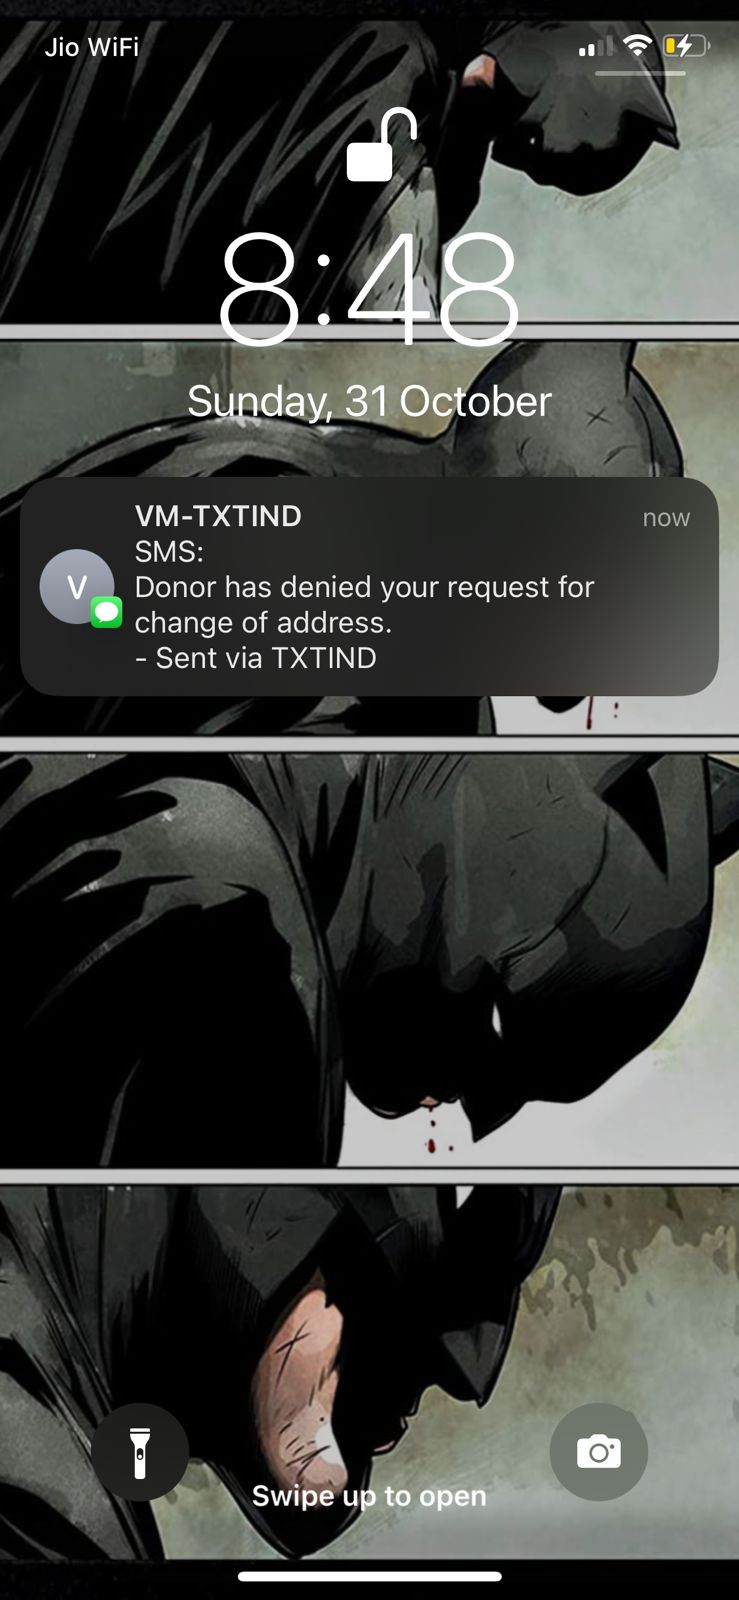 Jio WiFi
8:48
Sunday, 31 October
VM-TXTIND
now
V
SMS:
Donor has denied your request for
change of address.
- Sent via TXTIND
Swipe up to open